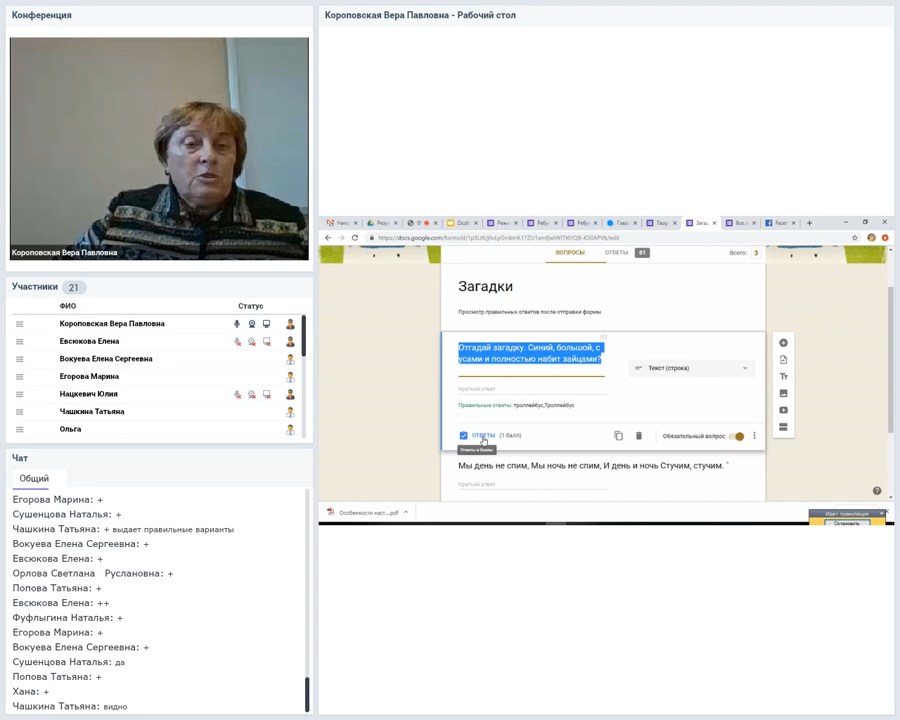 Конференция
Короповская Вера Павловна
Участники 21
ФИО Статус
Короповская Вера Павловна
Евсюкова Елена
Вокуева Елена Сергеевна
Егорова Марина
Нацкевич Юлия
Чашкина Татьяна
Ольга
Чат
Общий
Егорова Марина: +
Сушенцова Наталья: +
Чашкина Татьяна: + выдает правильные варианты
Вокуева Елена Сергеевна: +
Евсюкова Елена: +
Орлова Светлана Руслановна: +
Попова Татьяна: +
Евсюкова Елена: ++
Фуфлыгина Наталья: +
Егорова Марина: +
Вокуева Елена Сергеевна: +
Сушенцова Наталья: да
Попова Татьяна: +
Хана: +
Чашкина Татьяна: видно
Короповская Вера Павловна - Рабочий стол
ВОПРОСЫ ОТВЕТЫ 61 Всего: 3
Загадки
Просмотр правильных ответов после отправки формы
Отгадай загадку. Синий, большой, с
усами и полностью набит зайцами?
Текст (строка)
Краткий ответ
Правильные ответы: троллейбус,Троллейбус
ОТВЕТЫ (1 балл) Обязательный вопрос
Ответы и баллы
Мы день не спим, Мы ночь не спим, И день и ночь Стучим, стучим. *
Краткий ответ
Особенности наст....pdf
Идет трансляция
Остановить